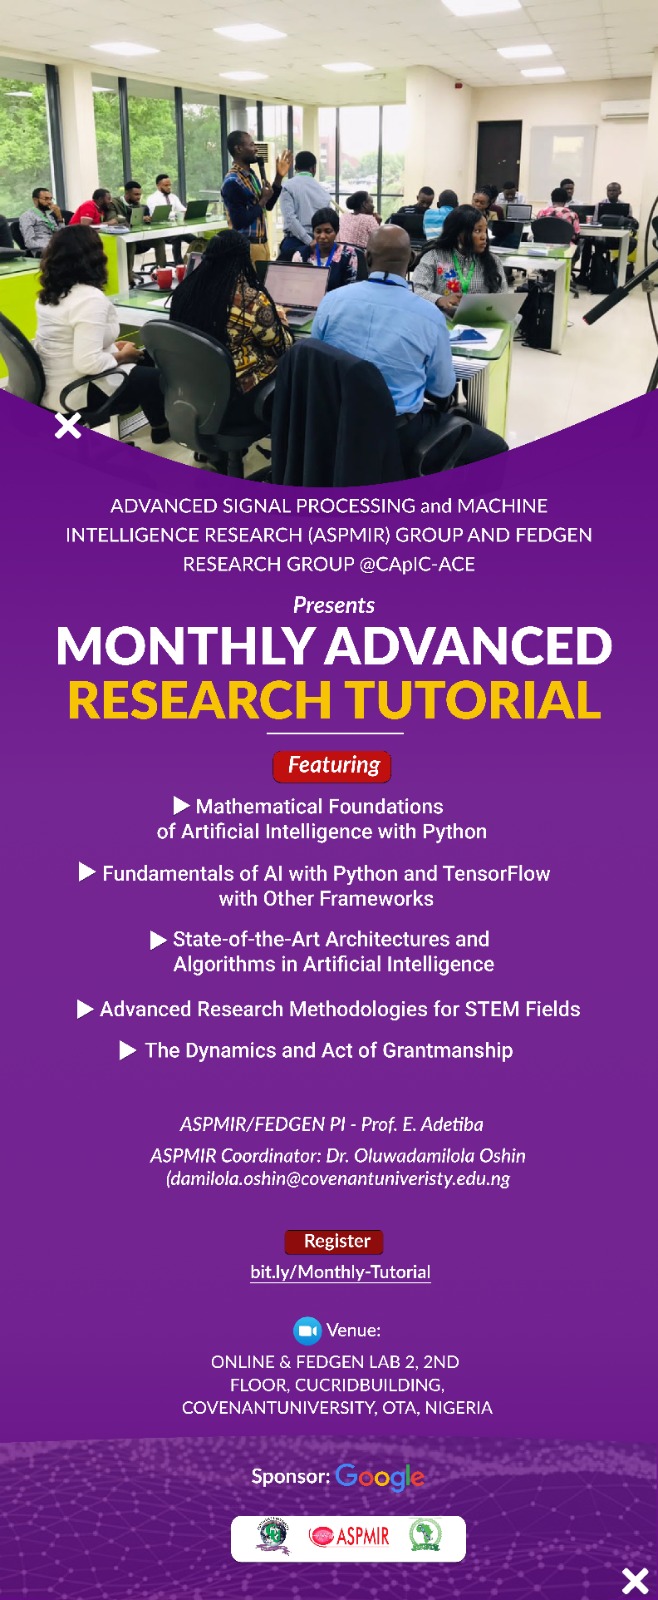 ADVANCED SIGNAL PROCESSING and MACHINE
INTELLIGENCE RESEARCH (ASPMIR) GROUP AND FEDGEN
RESEARCH GROUP @CApIC-ACE
Presents
MONTHLY ADVANCED
RESEARCH TUTORIAL
Featuring
Mathematical Foundations
of Artificial Intelligence with Python
Fundamentals of AI with Python and TensorFlow
with Other Frameworks
State-of-the-Art Architectures and
Algorithms in Artificial Intelligence
Advanced Research Methodologies for STEM Fields
The Dynamics and Act of Grantmanship
ASPMIR/FEDGEN PI - Prof. E. Adetiba
ASPMIR Coordinator: Dr. Oluwadamilola Oshin
(damilola.oshin@covenantuniveristy.edu.ng
Register
bit.ly/Monthly-Tutorial
Venue:
ONLINE & FEDGEN LAB 2, 2ND
FLOOR, CUCRIDBUILDING,
COVENANTUNIVERSITY, OTA, NIGERIA
Sponsor: Google
ASPMIR